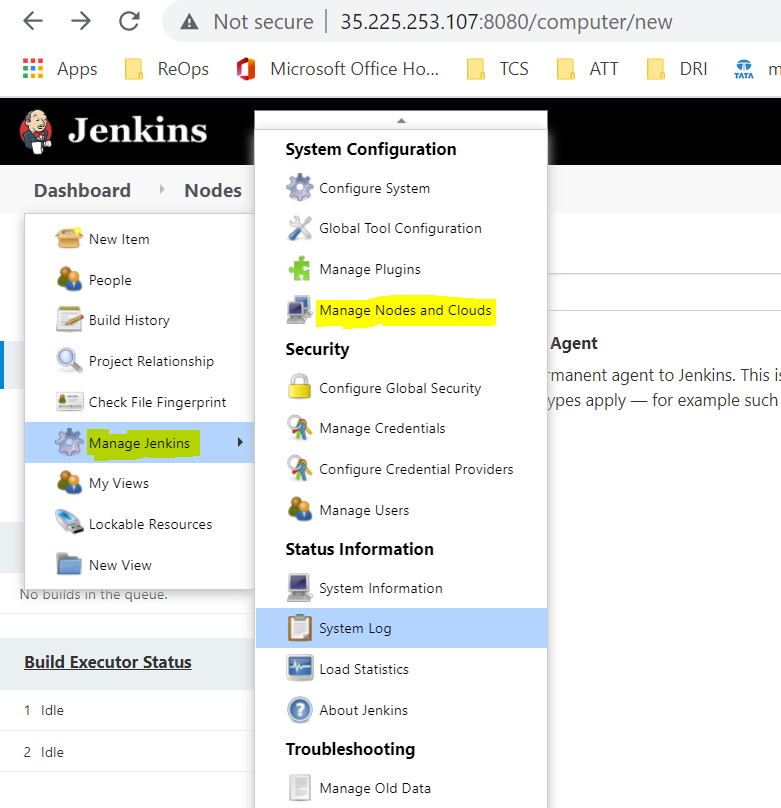 Not secure | 35.225.253.107:8080/computer/new
Apps ReOps Microsoft Office Ho... TCS ATT DRI TATA m
Jenkins
Dashboard Nodes
New Item
People
Build History
Project Relationship
Check File Fingerprint
Manage Jenkins
My Views
Lockable Resources
New View
System Configuration
Configure System
Global Tool Configuration
Manage Plugins
Manage Nodes and Clouds
Security
Configure Global Security
Manage Credentials
Configure Credential Providers
Manage Users
Status Information
System Information
System Log
Load Statistics
About Jenkins
Troubleshooting
Manage Old Data
Agent
rmanent agent to Jenkins. This is
ypes apply — for example such
No builds in the queue.
Build Executor Status
1 Idle
2 Idle